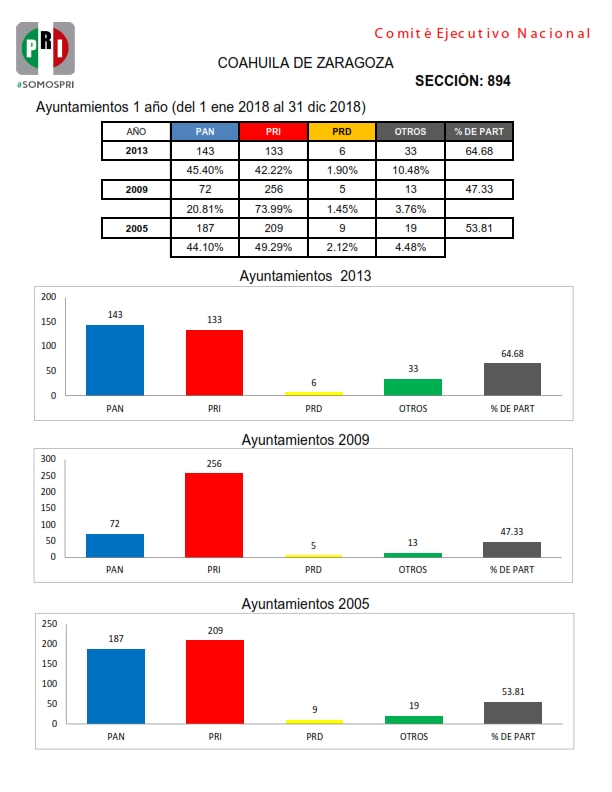 Comité Ejecutivo Nacional
PRI
#SOMOSPRI
COAHUILA DE ZARAGOZA
SECCIÓN: 894
Ayuntamientos 1 año (del 1 ene 2018 al 31 dic 2018)
AÑO PAN PRI PRD OTROS % DE PART
2013 143 133 6 33 64.68
45.40% 42.22% 1.90% 10.48%
2009 72 256 5 13 47.33
20.81% 73.99% 1.45% 3.76%
2005 187 209 9 19 53.81
44.10% 49.29% 2.12% 4.48%
Ayuntamientos 2013
200
150
100
50
0
143 133 6 33 64.68
PAN PRI PRD OTROS % DE PART
Ayuntamientos 2009
300
250
200
150
100
50
0
72 256 5 13 47.33
PAN PRI PRD OTROS % DE PART
Ayuntamientos 2005
250
200
150
100
50
0
187 209 9 19 53.81
PAN PRI PRD OTROS % DE PART